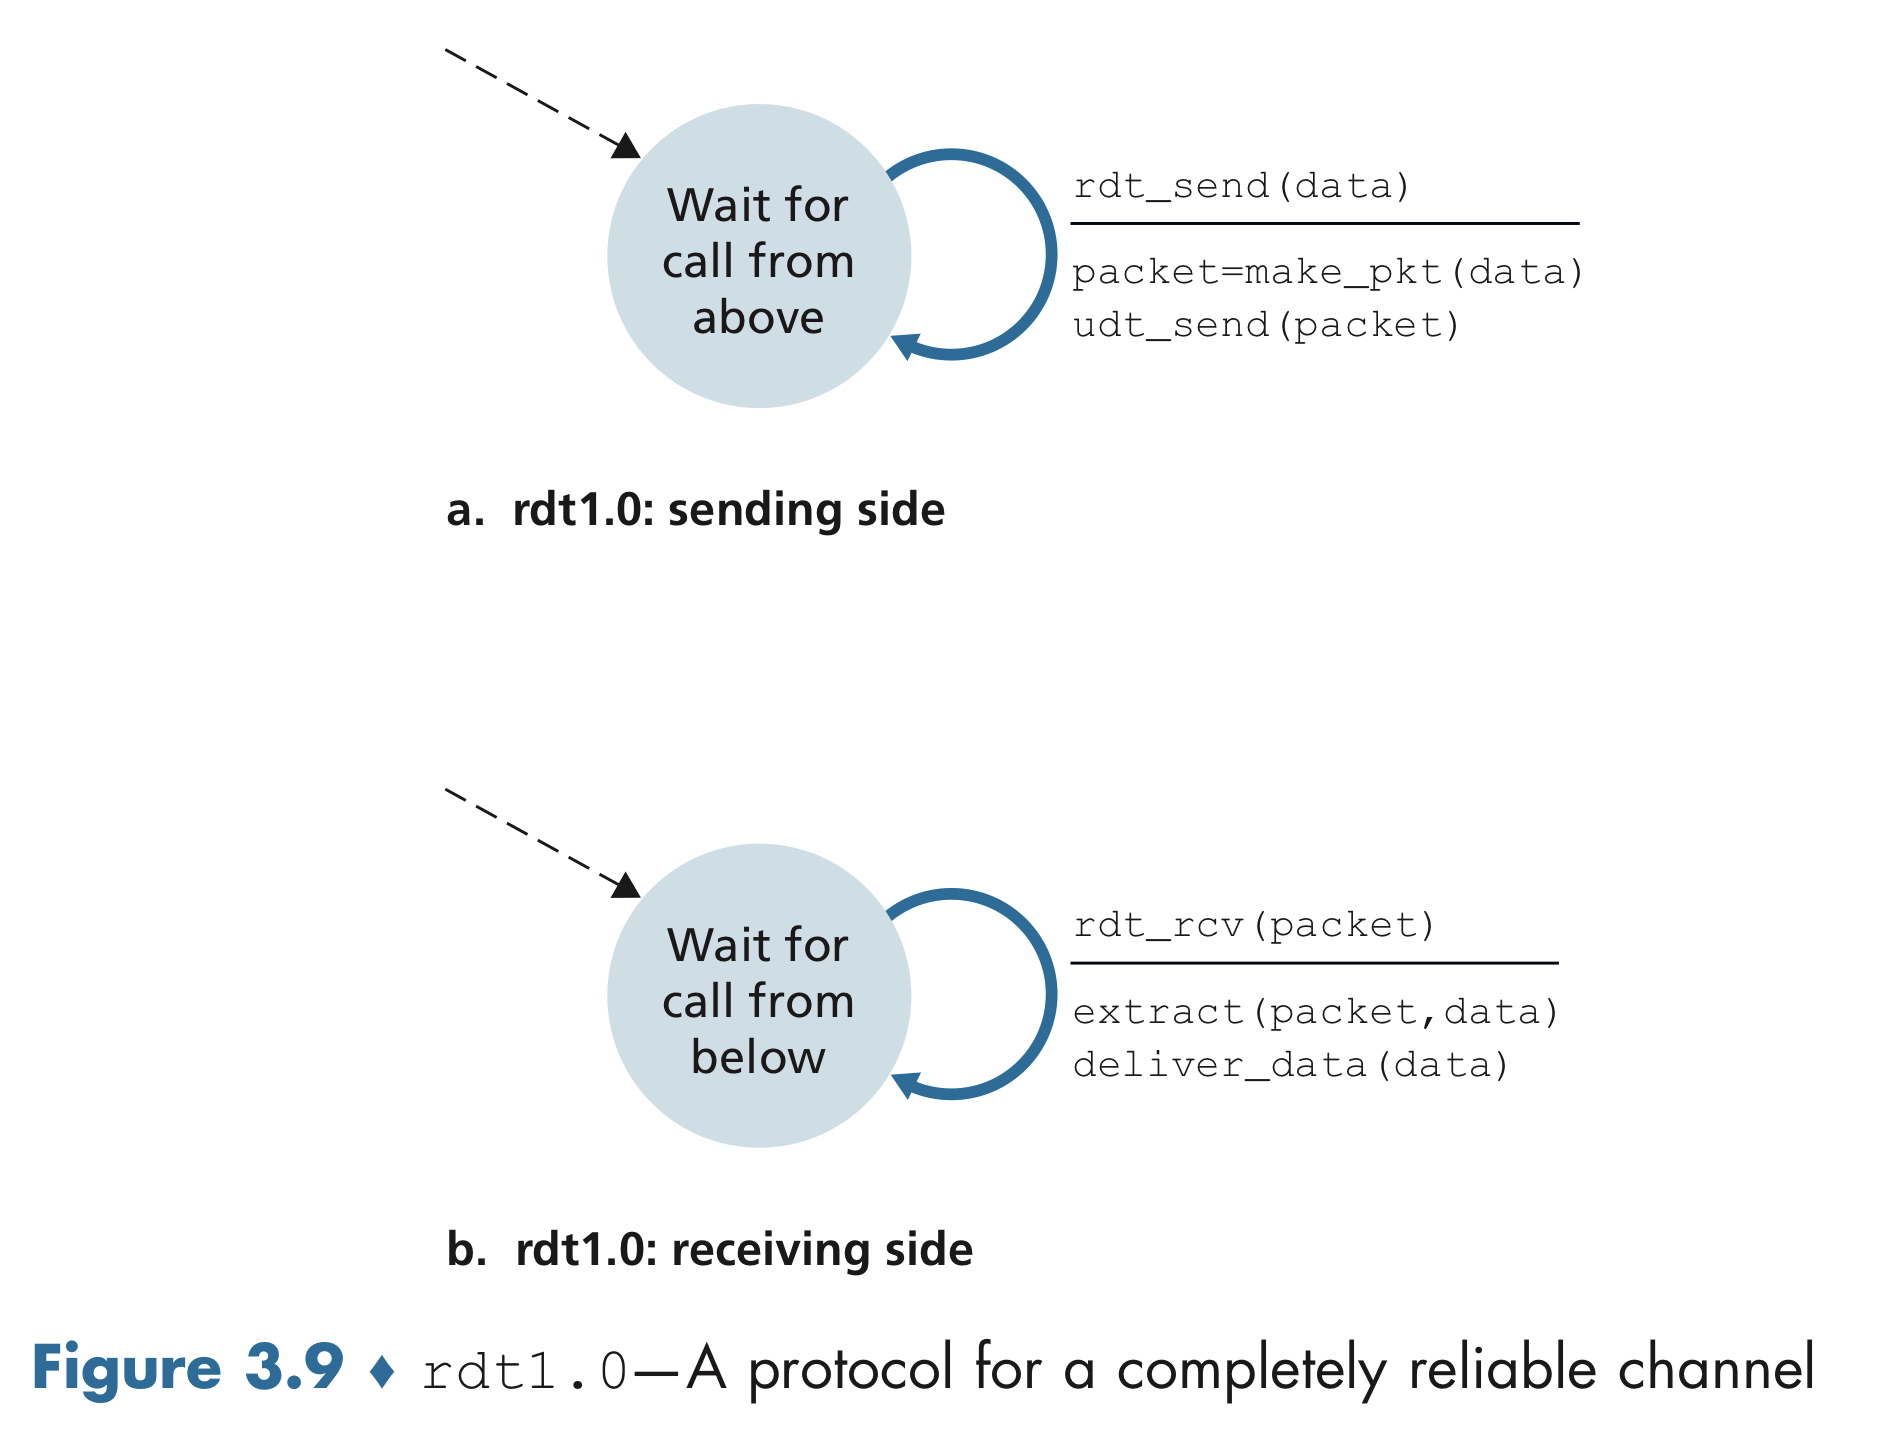 Wait for
call from
above
rdt_send(data)
packet=make_pkt(data)
udt_send(packet)
a. rdt1.0: sending side
Wait for
call from
below
rdt_rcv(packet)
extract(packet,data)
deliver_data(data)
b. rdt1.0: receiving side
Figure 3.9 ♦ rdt1.0—A protocol for a completely reliable channel